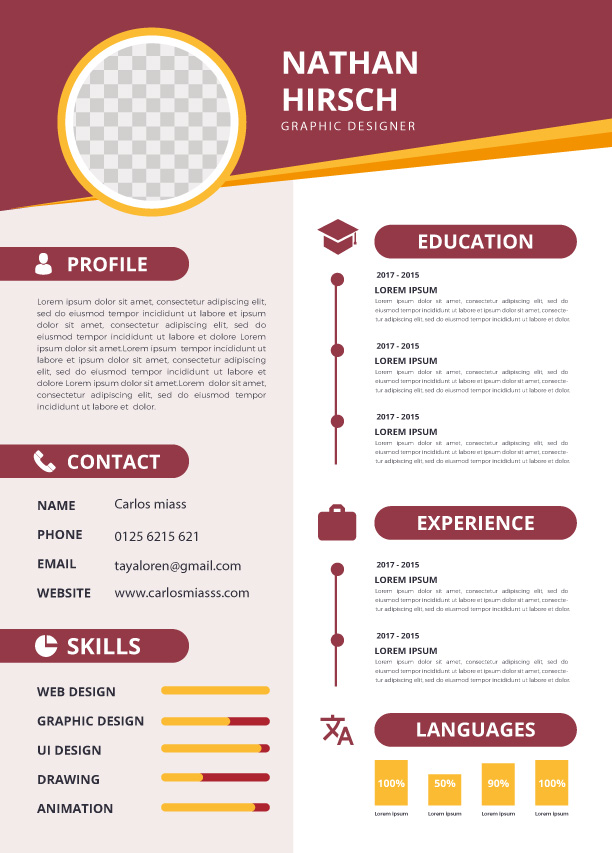 NATHAN
HIRSCH
GRAPHIC DESIGNER
PROFILE
Lorem ipsum dolor sit amet, consectetur adipiscing elit,
sed do eiusmod tempor incididunt ut labore et dolore
dolor sit amet, consectetur adipiscing elit, sed do
eiusmod tempor incididunt ut labore et dolore Lorem
ipsum dolor sit amet.Lorem ipsum tempor incididunt ut
labore et dolore ipsum dolor sit amet, consectetur adipiscing
elit, sed do eiusmod tempor incididunt ut labore et
dolore Lorem ipsum dolor sit amet.Lorem dolor sit amet,
consectetur adipiscing elit, sed do eiusmod tempor
incididunt ut labore et dolor.
CONTACT
NAME Carlos miass
PHONE 0125 6215 621
EMAIL tayaloren@gmail.com
WEBSITE www.carlosmiasss.com
SKILLS
WEB DESIGN
GRAPHIC DESIGN
UI DESIGN
DRAWING
ANIMATION
EDUCATION
2017 - 2015
LOREM IPSUM
Lorem ipsum dolor sit amet, consectetur adipiscing elit, sed do
eiusmod tempor incididunt ut labore et dolor sit amet, consecte-
tur adipiscing elit, sed do eiusmod tempor incididunt ut labore et dolor.
2017 - 2015
LOREM IPSUM
Lorem ipsum dolor sit amet, consectetur adipiscing elit, sed do
eiusmod tempor incididunt ut labore et dolor sit amet, consecte-
tur adipiscing elit, sed do eiusmod tempor incididunt ut labore et dolor.
2017 - 2015
LOREM IPSUM
Lorem ipsum dolor sit amet, consectetur adipiscing elit, sed do
eiusmod tempor incididunt ut labore et dolor sit amet, consecte-
tur adipiscing elit, sed do eiusmod tempor incididunt ut labore et dolor.
EXPERIENCE
2017 - 2015
LOREM IPSUM
Lorem ipsum dolor sit amet, consectetur adipiscing elit, sed do
eiusmod tempor incididunt ut labore et dolor sit amet, consecte-
tur adipiscing elit, sed do eiusmod tempor incididunt ut labore et dolor.
2017 - 2015
LOREM IPSUM
Lorem ipsum dolor sit amet, consectetur adipiscing elit, sed do
eiusmod tempor incididunt ut labore et dolor sit amet, consecte-
tur adipiscing elit, sed do eiusmod tempor incididunt ut labore et dolor.
LANGUAGES
100% 50% 90% 100%
Lorem Ipsum Lorem Ipsum Lorem Ipsum Lorem Ipsum